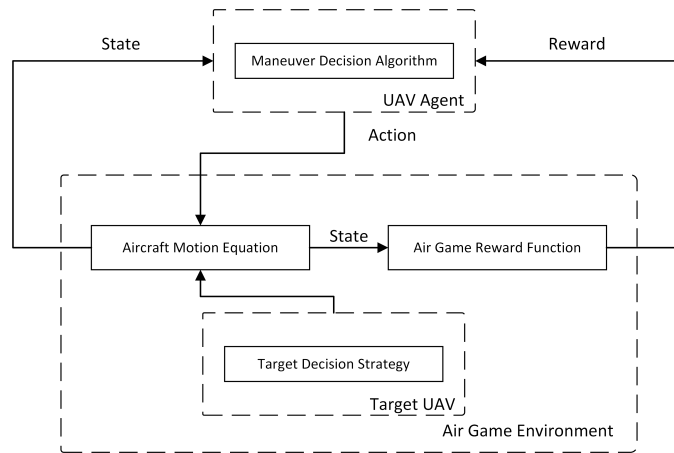 State
Reward
Maneuver Decision Algorithm
UAV Agent
Action
Aircraft Motion Equation
State
Air Game Reward Function
Target Decision Strategy
Target UAV
Air Game Environment